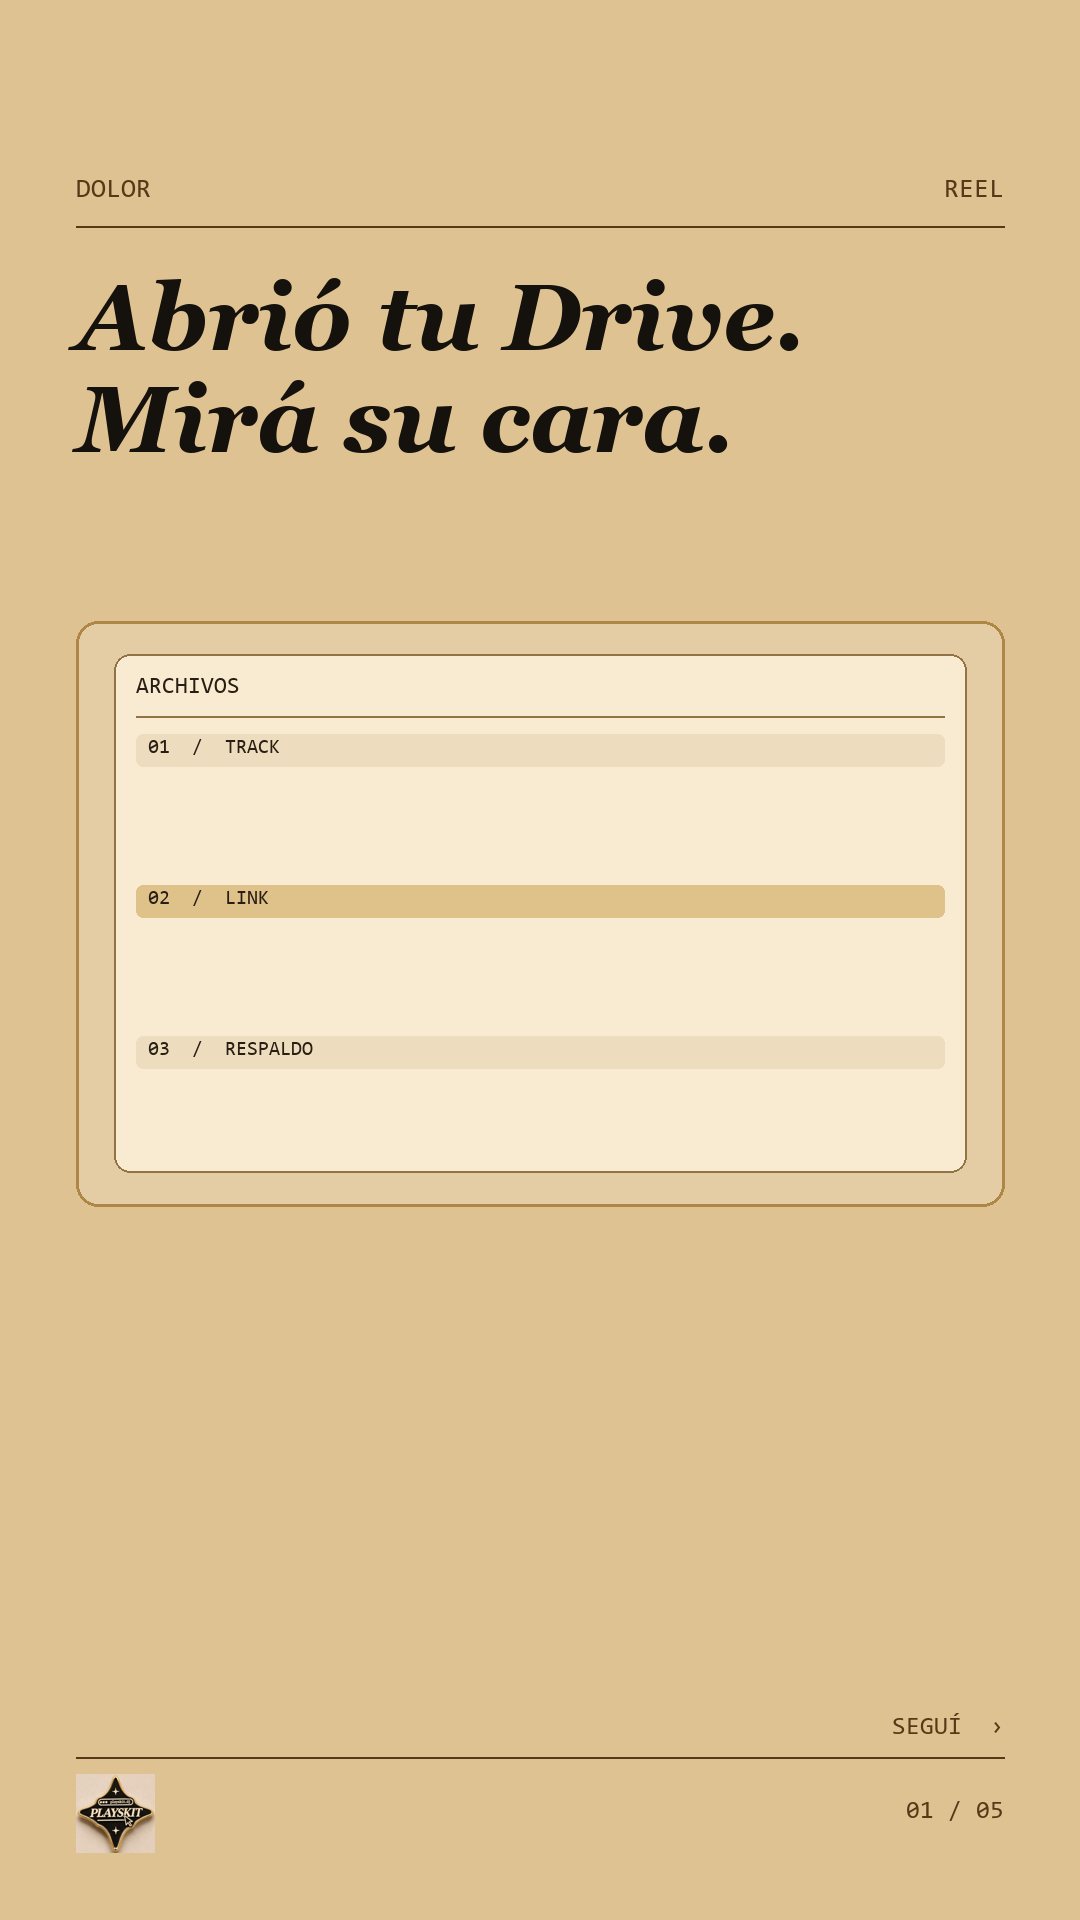 DOLOR
REEL
Abrió tu Drive.
Mirá su cara.
ARCHIVOS
01 / TRACK
02 / LINK
03 / RESPALDO
SEGUÍ ›
PLAYSKIT
01 / 05